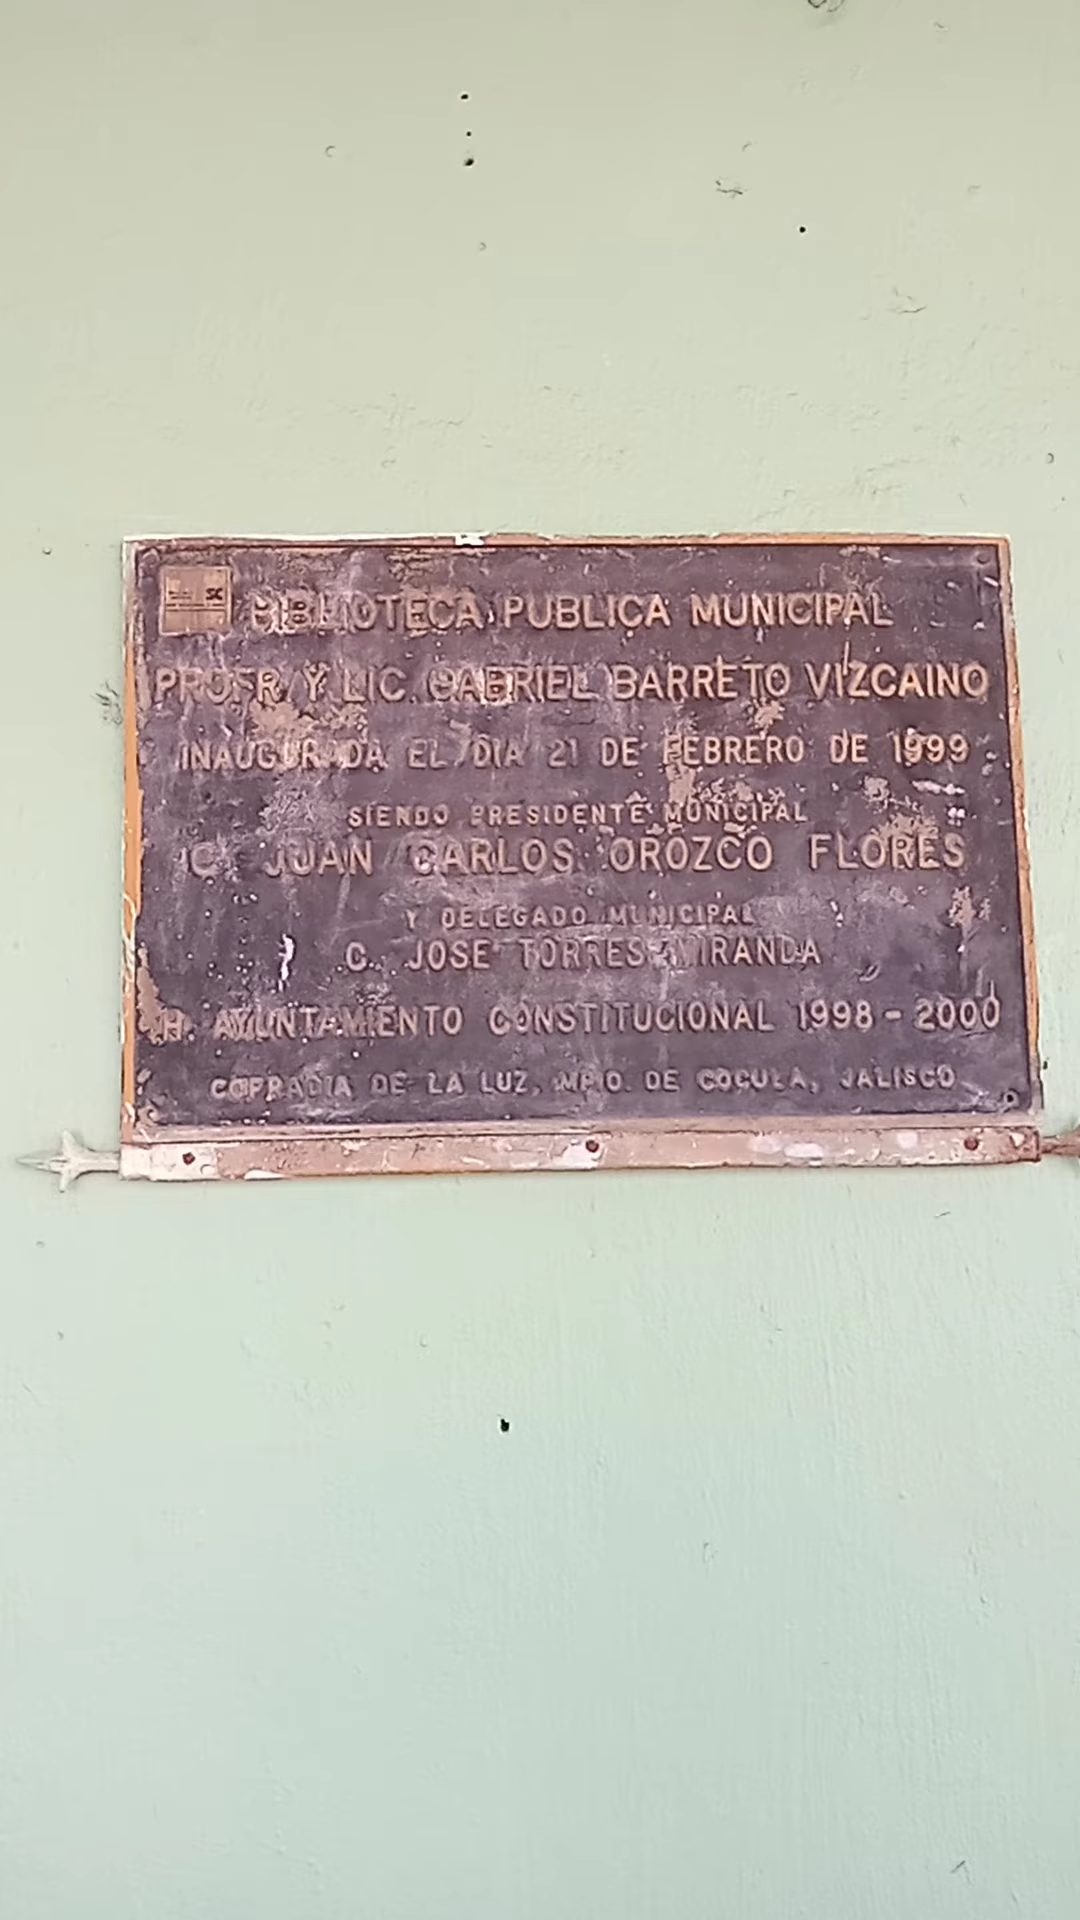 BIBLIOTECA PUBLICA MUNICIPAL
PROFR. Y LIC. GABRIEL BARRETO VIZCAINO
INAUGURADA EL DIA 21 DE FEBRERO DE 1999
SIENDO PRESIDENTE MUNICIPAL
C. JUAN CARLOS OROZCO FLORES
Y DELEGADO MUNICIPAL
C. JOSE TORRES MIRANDA
H. AYUNTAMIENTO CONSTITUCIONAL 1998 - 2000
COFRADIA DE LA LUZ, MPIO. DE COCULA, JALISCO